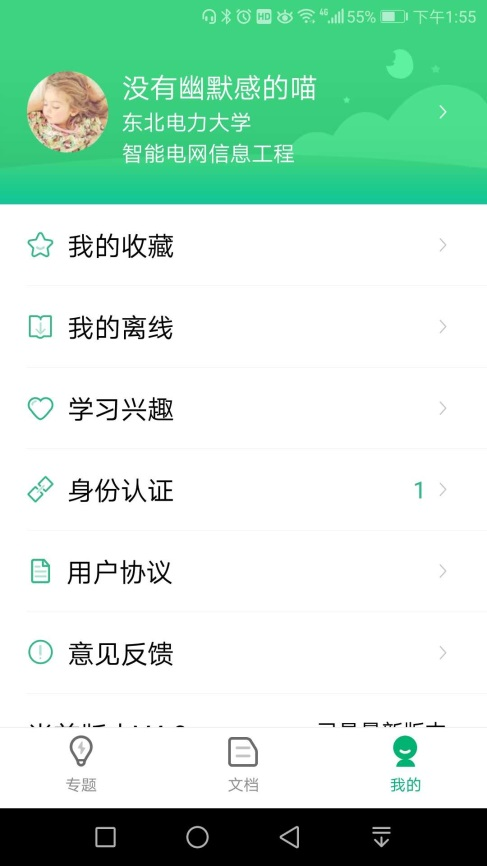 HD 4G 55% 下午1:55
没有幽默感的喵
东北电力大学
智能电网信息工程
我的收藏
我的离线
学习兴趣
身份认证 1
用户协议
意见反馈
专题 文档 我的